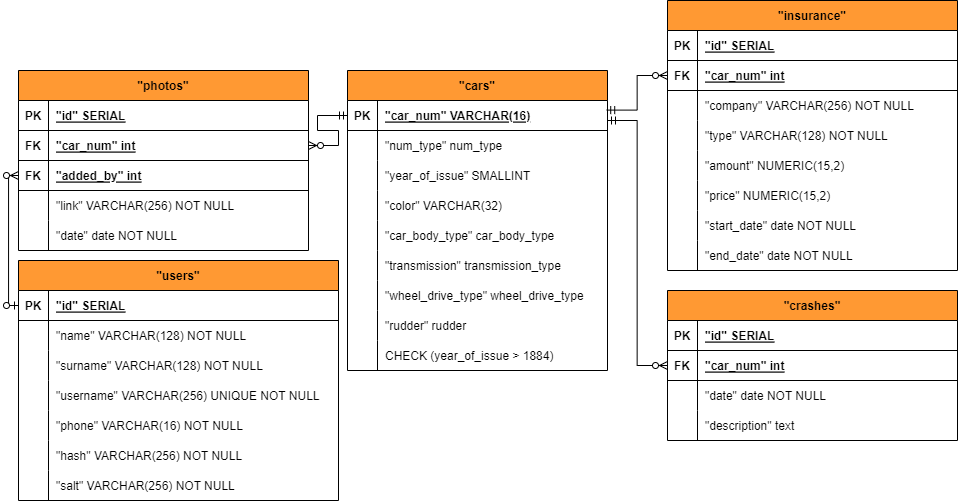 "photos"
PK "id" SERIAL
FK "car_num" int
FK "added_by" int
"link" VARCHAR(256) NOT NULL
"date" date NOT NULL
"users"
PK "id" SERIAL
"name" VARCHAR(128) NOT NULL
"surname" VARCHAR(128) NOT NULL
"username" VARCHAR(256) UNIQUE NOT NULL
"phone" VARCHAR(16) NOT NULL
"hash" VARCHAR(256) NOT NULL
"salt" VARCHAR(256) NOT NULL
"cars"
PK "car_num" VARCHAR(16)
"num_type" num_type
"year_of_issue" SMALLINT
"color" VARCHAR(32)
"car_body_type" car_body_type
"transmission" transmission_type
"wheel_drive_type" wheel_drive_type
"rudder" rudder
CHECK (year_of_issue > 1884)
"insurance"
PK "id" SERIAL
FK "car_num" int
"company" VARCHAR(256) NOT NULL
"type" VARCHAR(128) NOT NULL
"amount" NUMERIC(15,2)
"price" NUMERIC(15,2)
"start_date" date NOT NULL
"end_date" date NOT NULL
"crashes"
PK "id" SERIAL
FK "car_num" int
"date" date NOT NULL
"description" text